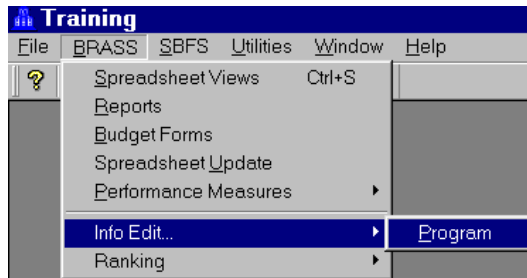 Training
File BRASS SBFS Utilities Window Help
?
Spreadsheet Views Ctrl+S
Reports
Budget Forms
Spreadsheet Update
Performance Measures
Info Edit... Program
Ranking